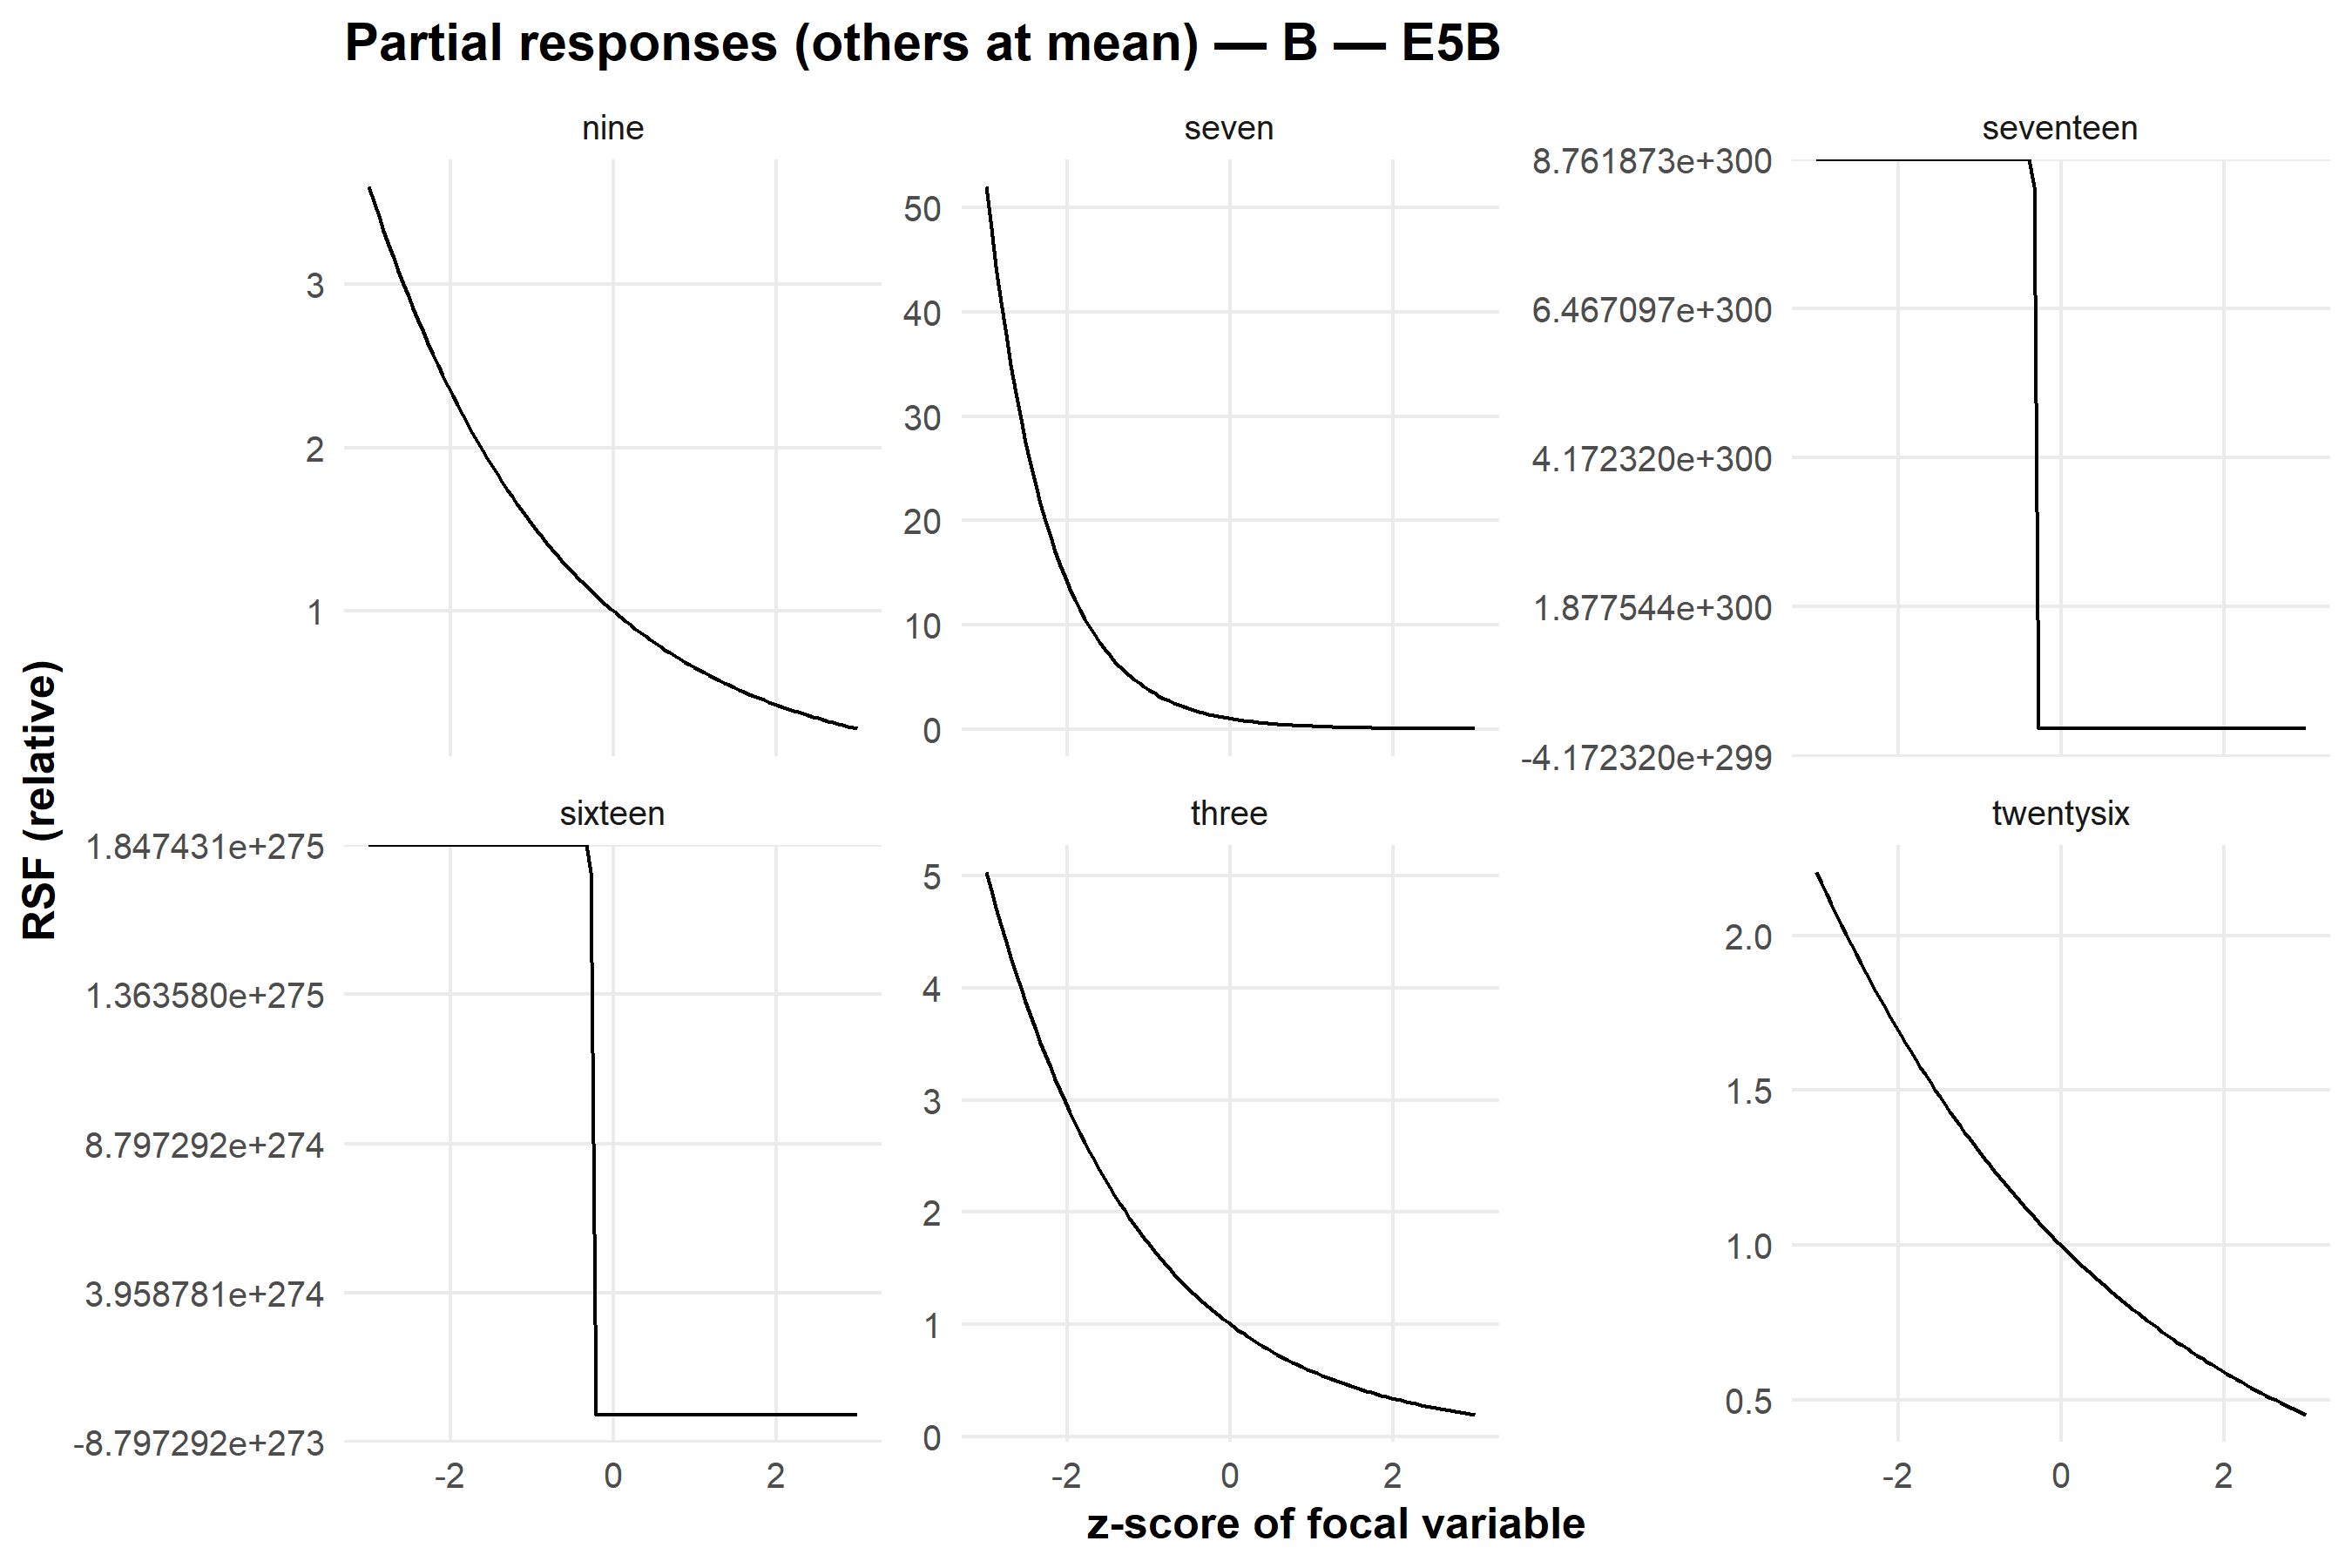 Partial responses (others at mean) — B — E5B
nine
seven
seventeen
3
2
1
50
40
30
20
10
0
8.761873e+300
6.467097e+300
4.172320e+300
1.877544e+300
-4.172320e+299
RSF (relative)
sixteen
three
twentysix
1.847431e+275
1.363580e+275
8.797292e+274
3.958781e+274
-8.797292e+273
5
4
3
2
1
0
2.0
1.5
1.0
0.5
-2 0 2
-2 0 2
-2 0 2
z-score of focal variable